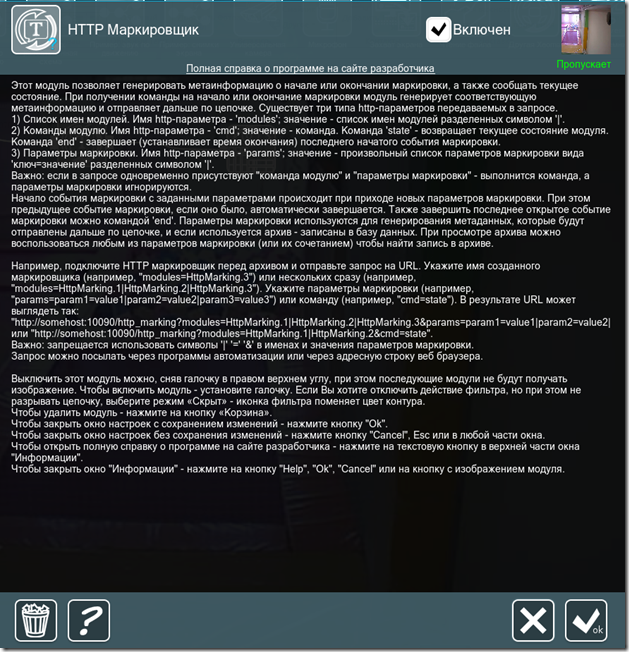 HTTP Маркировщик
Включен
Пропускает
Полная справка о программе на сайте разработчика
Этот модуль позволяет генерировать метаинформацию о начале или окончании маркировки, а также сообщать текущее
состояние. При получении команды на начало или окончание маркировки модуль генерирует соответствующую
метаинформацию и отправляет дальше по цепочке. Существует три типа http-параметров передаваемых в запросе.
1) Список имен модулей. Имя http-параметра - 'modules'; значение - список имен модулей разделенных символом '|'.
2) Команды модулю. Имя http-параметра - 'cmd'; значение - команда. Команда 'state' - возвращает текущее состояние модуля.
Команда 'end' - завершает (устанавливает время окончания) последнего начатого события маркировки.
3) Параметры маркировки. Имя http-параметра - 'params'; значение - произвольный список параметров маркировки вида
'ключ=значение' разделенных символом '|'.
Важно: если в запросе одновременно присутствуют "команда модулю" и "параметры маркировки" - выполнится команда, а
параметры маркировки игнорируются.
Начало события маркировки с заданными параметрами происходит при приходе новых параметров маркировки. При этом
предыдущее событие маркировки, если оно было, автоматически завершается. Также завершить последнее открытое событие
маркировки можно командой 'end'. Параметры маркировки используются для генерирования метаданных, которые будут
отправлены дальше по цепочке, и если используется архив - записаны в базу данных. При просмотре архива можно
воспользоваться любым из параметров маркировки (или их сочетанием) чтобы найти запись в архиве.
Например, подключите HTTP маркировщик перед архивом и отправьте запрос на URL. Укажите имя созданного
маркировщика (например, "modules=HttpMarking.3") или нескольких сразу (например,
"modules=HttpMarking.1|HttpMarking.2|HttpMarking.3"). Укажите параметры маркировки (например,
"params=param1=value1|param2=value2|param3=value3") или команду (например, "cmd=state"). В результате URL может
выглядеть так:
"http://somehost:10090/http_marking?modules=HttpMarking.1|HttpMarking.2|HttpMarking.3&params=param1=value1|param2=value2|
или "http://somehost:10090/http_marking?modules=HttpMarking.1|HttpMarking.2&cmd=state".
Важно: запрещается использовать символы '|' '=' '&' в именах и значения параметров маркировки.
Запрос можно посылать через программы автоматизации или через адресную строку веб браузера.
Выключить этот модуль можно, сняв галочку в правом верхнем углу, при этом последующие модули не будут получать
изображение. Чтобы включить модуль - установите галочку. Если Вы хотите отключить действие фильтра, но при этом не
разрывать цепочку, выберите режим «Скрыт» - иконка фильтра поменяет цвет контура.
Чтобы удалить модуль - нажмите на кнопку «Корзина».
Чтобы закрыть окно настроек с сохранением изменений - нажмите кнопку "Ok".
Чтобы закрыть окно настроек без сохранения изменений - нажмите кнопку "Cancel", Esc или в любой части окна.
Чтобы открыть полную справку о программе на сайте разработчика - нажмите на текстовую кнопку в верхней части окна
"Информации".
Чтобы закрыть окно "Информации" - нажмите на кнопку "Help", "Ok", "Cancel" или на кнопку с изображением модуля.
ok